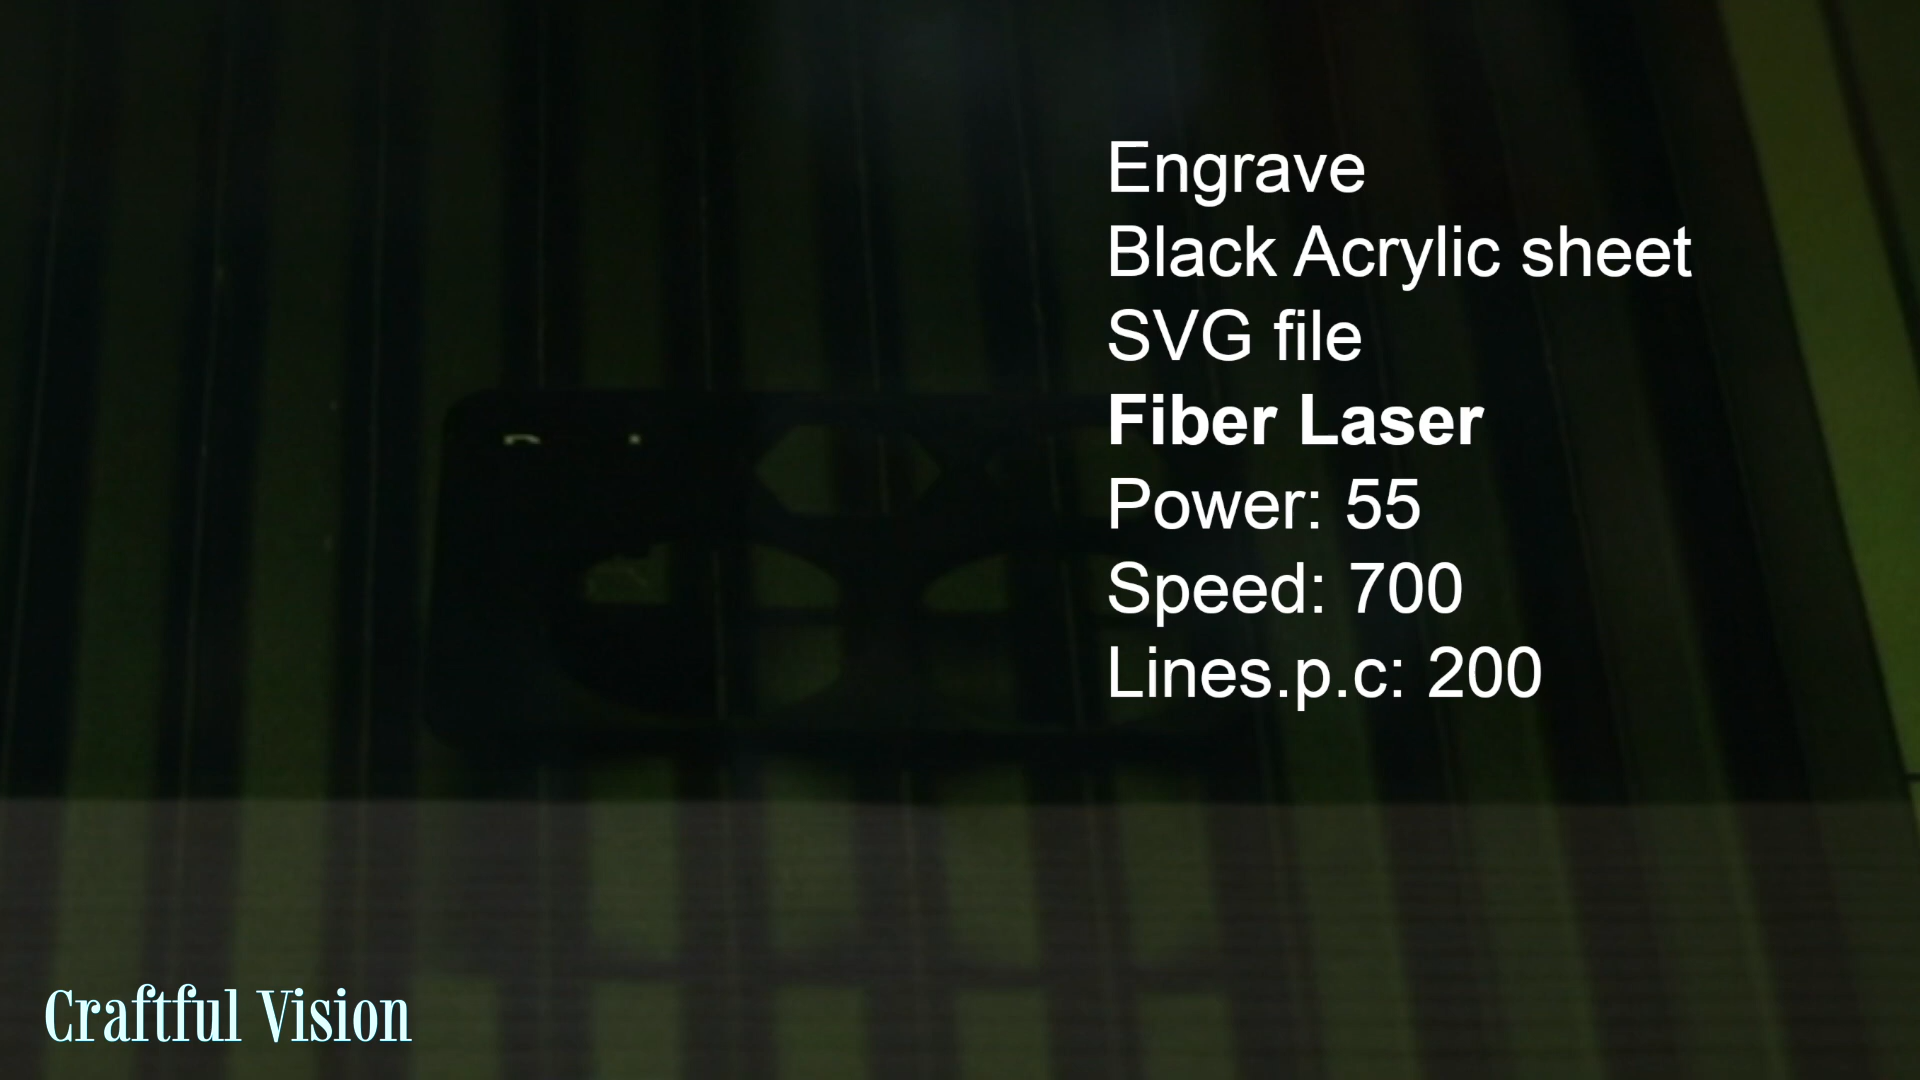 Engrave
Black Acrylic sheet
SVG file
Fiber Laser
Power: 55
Speed: 700
Lines.p.c: 200
Craftful Vision